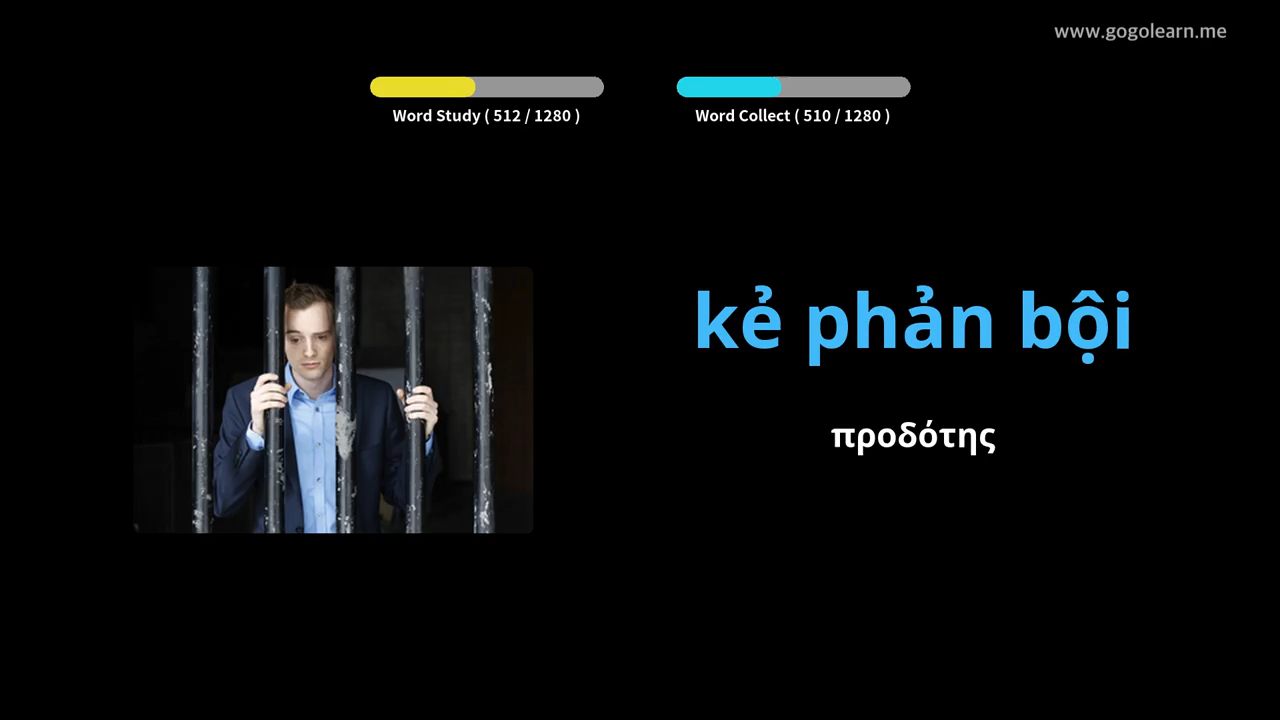 www.gogolearn.me
Word Study ( 512 / 1280 )
Word Collect ( 510 / 1280 )
kẻ phản bội
προδότης